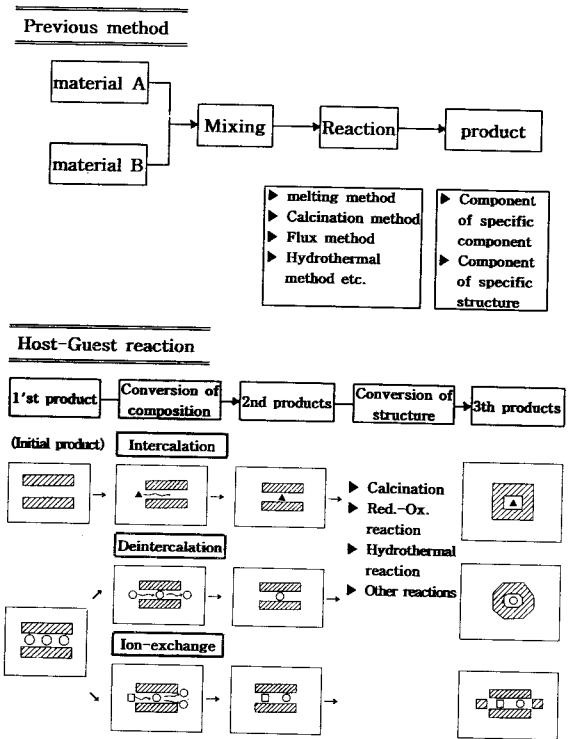 Previous method
material A
material B
Mixing
Reaction
product
▶ melting method
▶ Calcination method
▶ Flux method
▶ Hydrothermal
method etc.
▶ Component
of specific
component
▶ Component
of specific
structure
Host-Guest reaction
1'st product
Conversion of
composition
2nd products
Conversion of
structure
3th products
(Initial product)
Intercalation
▶ Calcination
▶ Red.-Ox.
reaction
▶ Hydrothermal
reaction
▶ Other reactions
Deintercalation
Ion-exchange